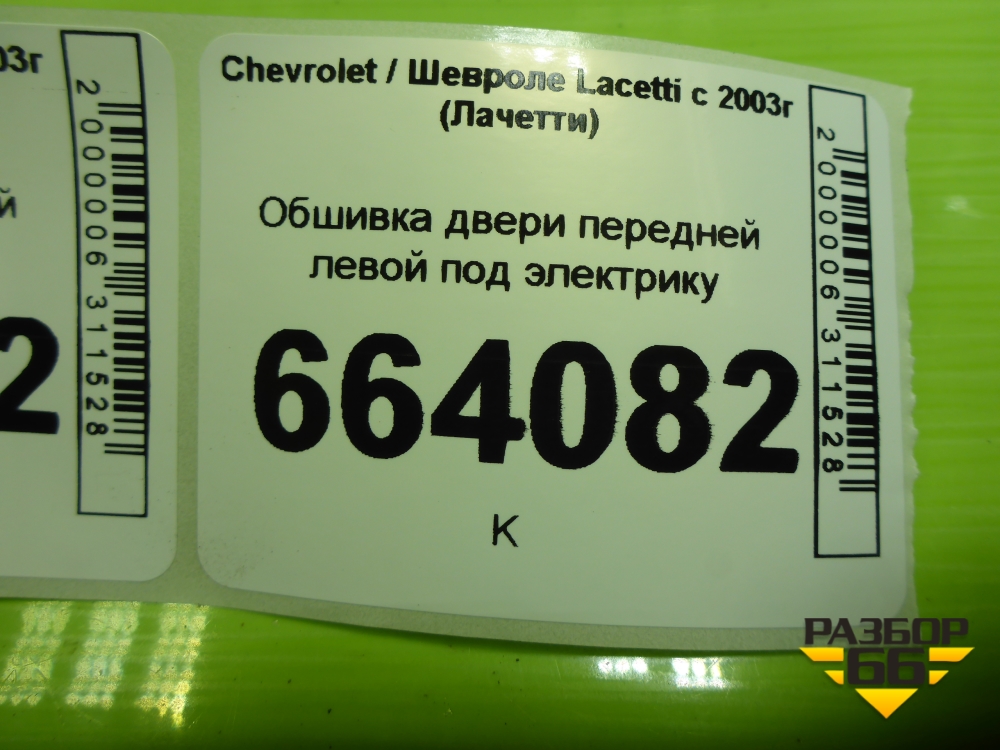 03г
й
2
2000006311528
Chevrolet / Шевроле Lacetti с 2003г
(Лачетти)
Обшивка двери передней
левой под электрику
664082
К
2000006311528
РАЗБОР
66